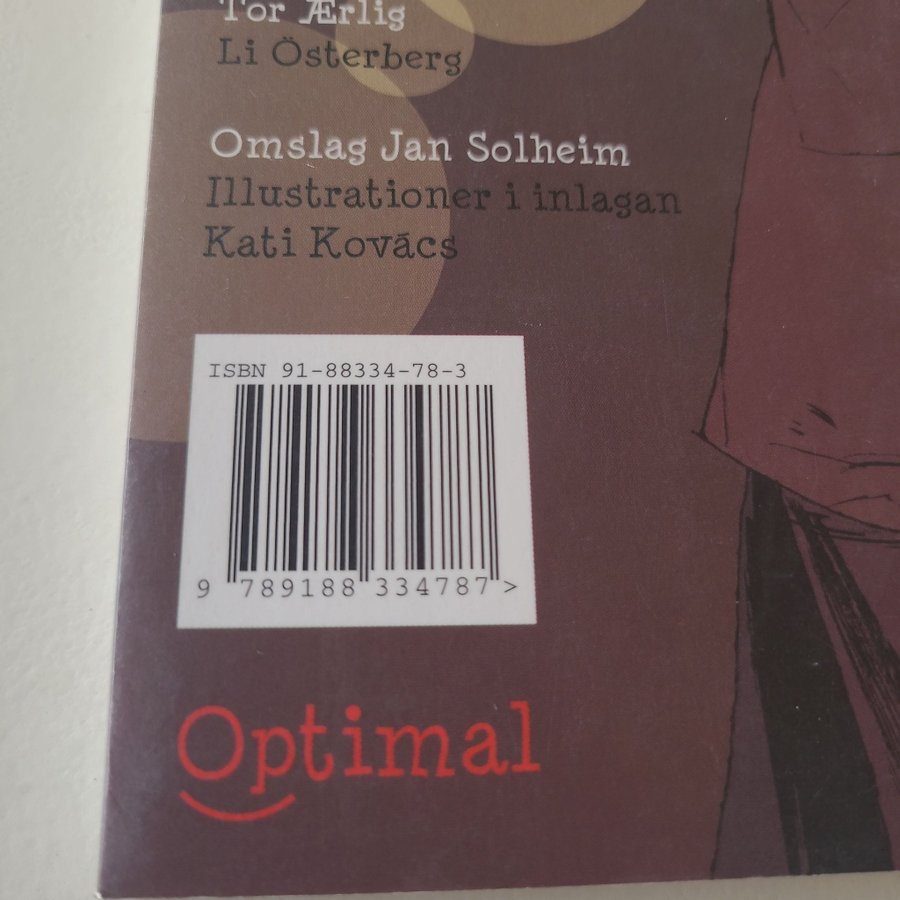 Tor Ærlig
Li Österberg
Omslag Jan Solheim
Illustrationer i inlagan
Kati Kovács
ISBN 91-88334-78-3
9 789188 334787 >
Optimal